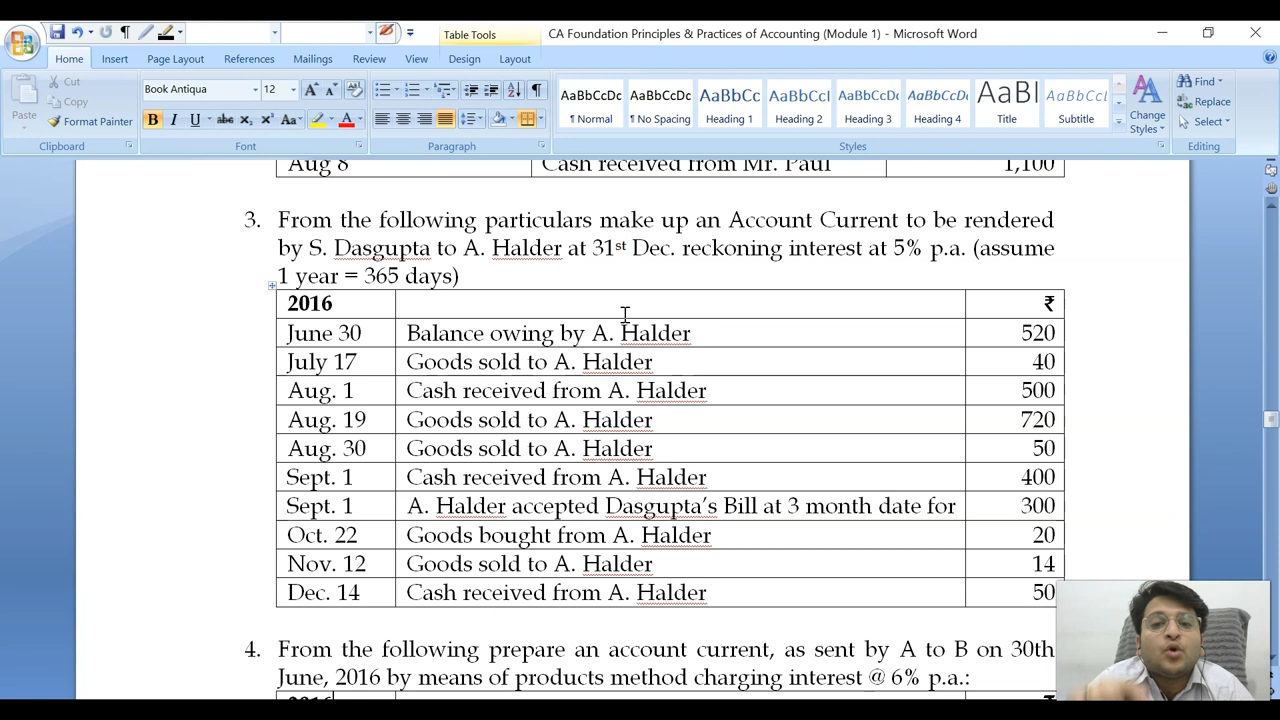 Table Tools
CA Foundation Principles & Practices of Accounting (Module 1) - Microsoft Word
Home Insert Page Layout References Mailings Review View Design Layout
Cut
Copy
Paste
Format Painter
Clipboard
Book Antiqua 12
B I U abc X₂ X² Aa
Font
Paragraph
AaBbCcDc AaBbCcDc AaBbCc AaBbCcI AaBbCcI AaBbCcI AaBl AaBbCcDc
¶ Normal ¶ No Spacing Heading 1 Heading 2 Heading 3 Heading 4 Title Subtitle
Change Styles
Styles
Find
Replace
Select
Editing
Aug 8 Cash received from Mr. Paul 1,100
3. From the following particulars make up an Account Current to be rendered
by S. Dasgupta to A. Halder at 31st Dec. reckoning interest at 5% p.a. (assume
1 year = 365 days)
2016 ₹
June 30 Balance owing by A. Halder 520
July 17 Goods sold to A. Halder 40
Aug. 1 Cash received from A. Halder 500
Aug. 19 Goods sold to A. Halder 720
Aug. 30 Goods sold to A. Halder 50
Sept. 1 Cash received from A. Halder 400
Sept. 1 A. Halder accepted Dasgupta's Bill at 3 month date for 300
Oct. 22 Goods bought from A. Halder 20
Nov. 12 Goods sold to A. Halder 14
Dec. 14 Cash received from A. Halder 50
4. From the following prepare an account current, as sent by A to B on 30th
June, 2016 by means of products method charging interest @ 6% p.a.: